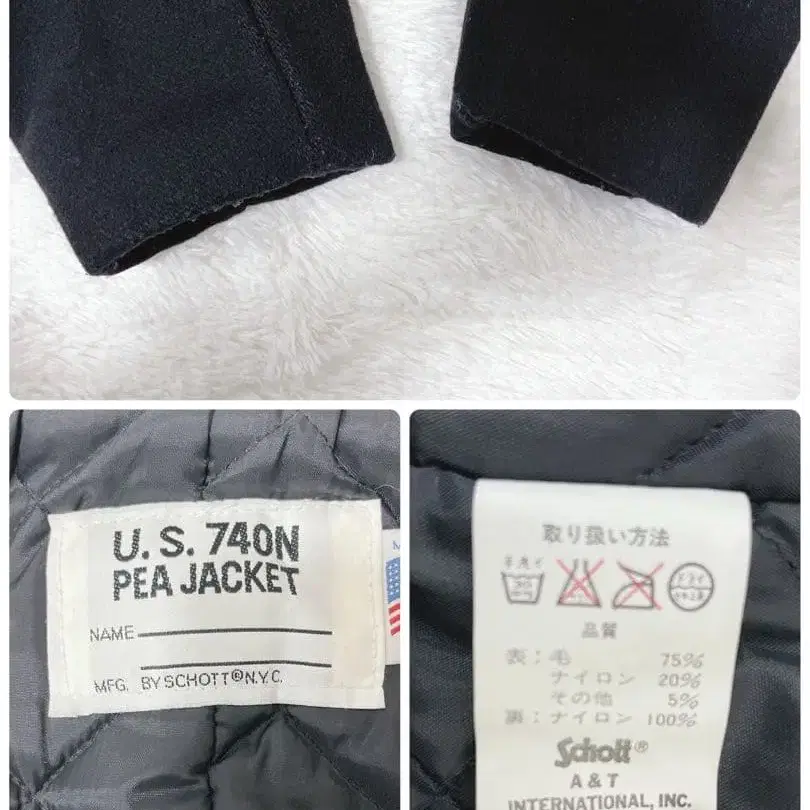 U.S. 740N
PEA JACKET
NAME
MFG. BY SCHOTT®N.Y.C.
取り扱い方法
品質
表：毛 75%
ナイロン 20%
その他 5%
裏：ナイロン 100%
Schott®
A & T
INTERNATIONAL, INC.